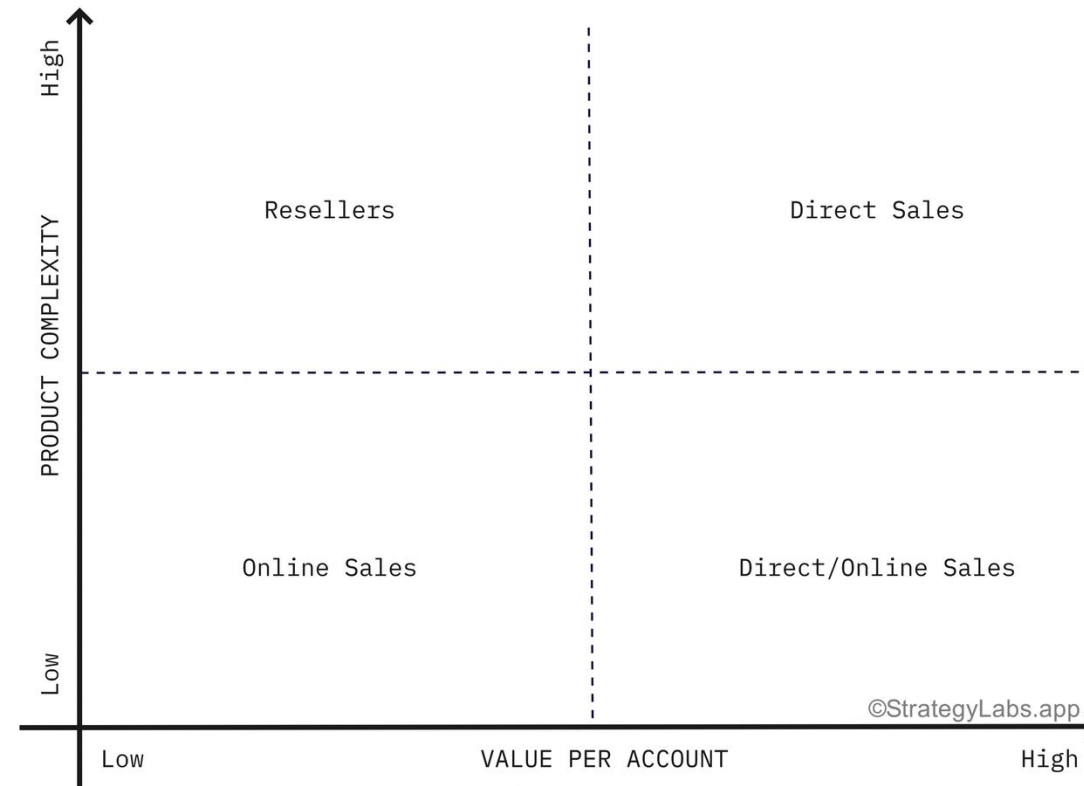 High
Resellers
Direct Sales
PRODUCT COMPLEXITY
Online Sales
Direct/Online Sales
Low
©StrategyLabs.app
Low
VALUE PER ACCOUNT
High